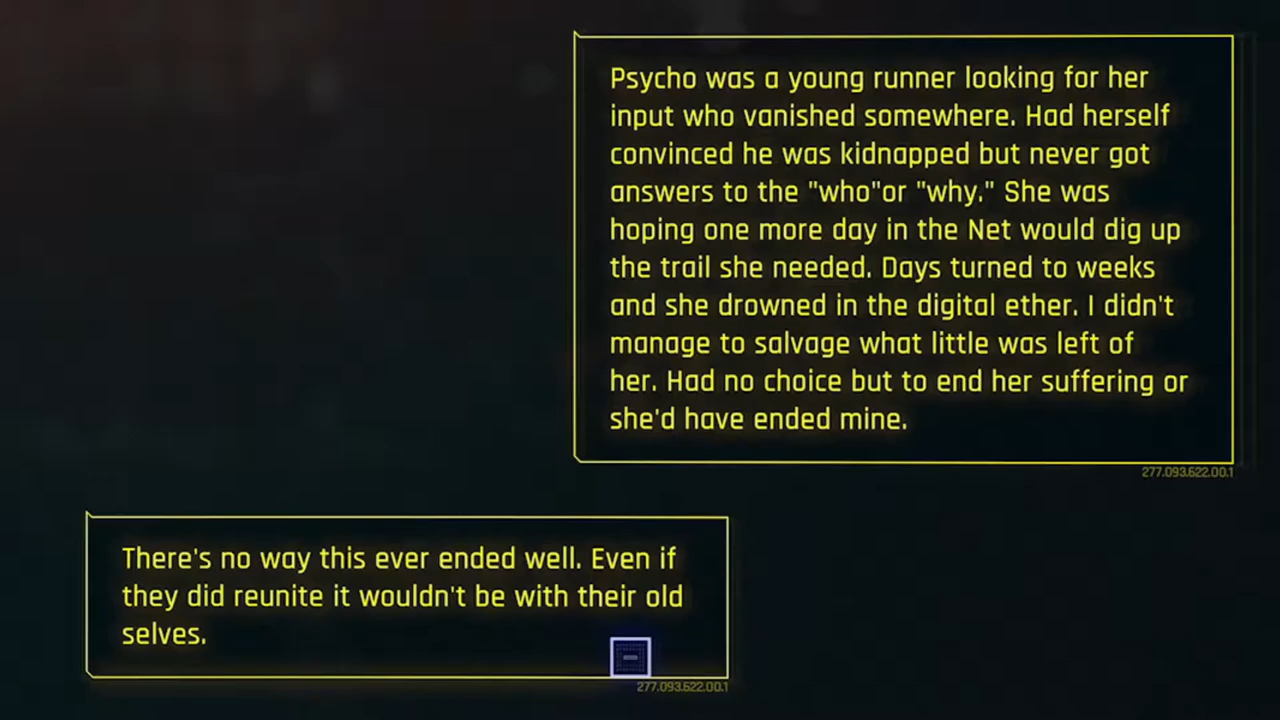 Psycho was a young runner looking for her
input who vanished somewhere. Had herself
convinced he was kidnapped but never got
answers to the "who"or "why." She was
hoping one more day in the Net would dig up
the trail she needed. Days turned to weeks
and she drowned in the digital ether. I didn't
manage to salvage what little was left of
her. Had no choice but to end her suffering or
she'd have ended mine.
277.093.622.00.1
There's no way this ever ended well. Even if
they did reunite it wouldn't be with their old
selves.
277.093.622.00.1